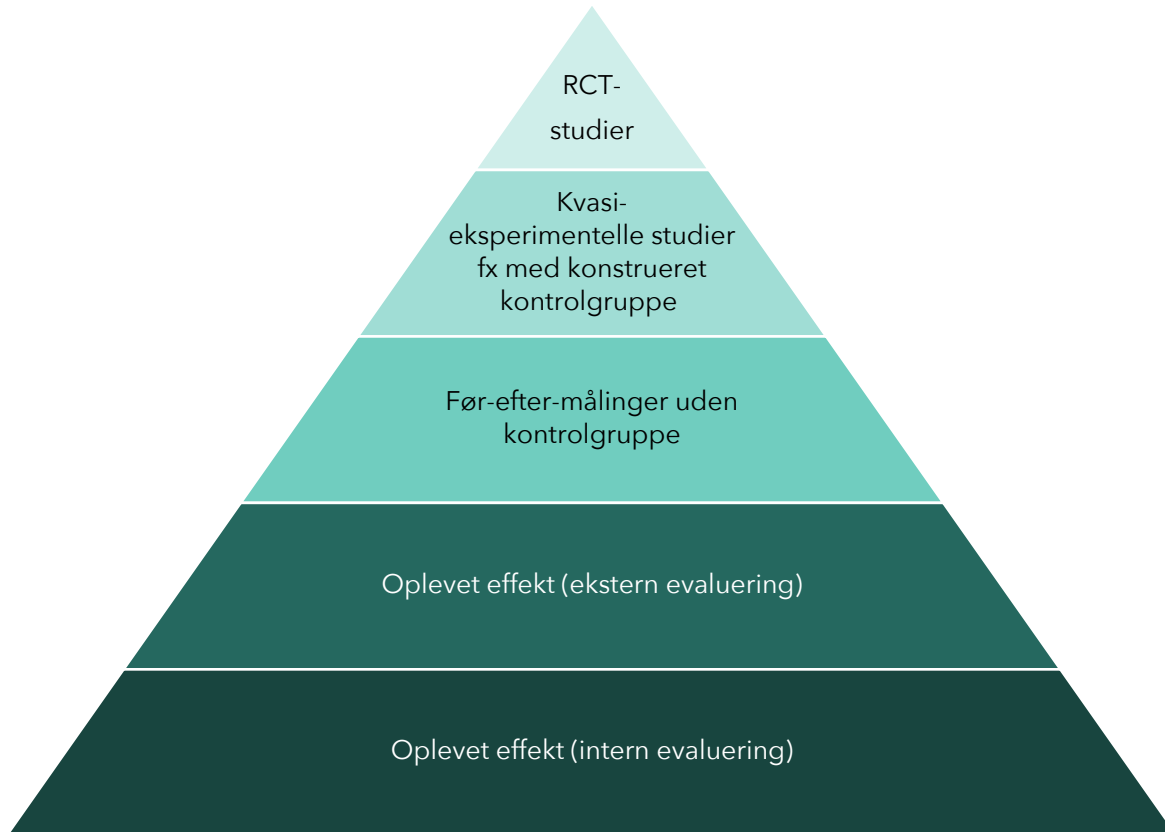 RCT-
studier
Kvasi-
eksperimentelle studier
fx med konstrueret
kontrolgruppe
Før-efter-målinger uden
kontrolgruppe
Oplevet effekt (ekstern evaluering)
Oplevet effekt (intern evaluering)